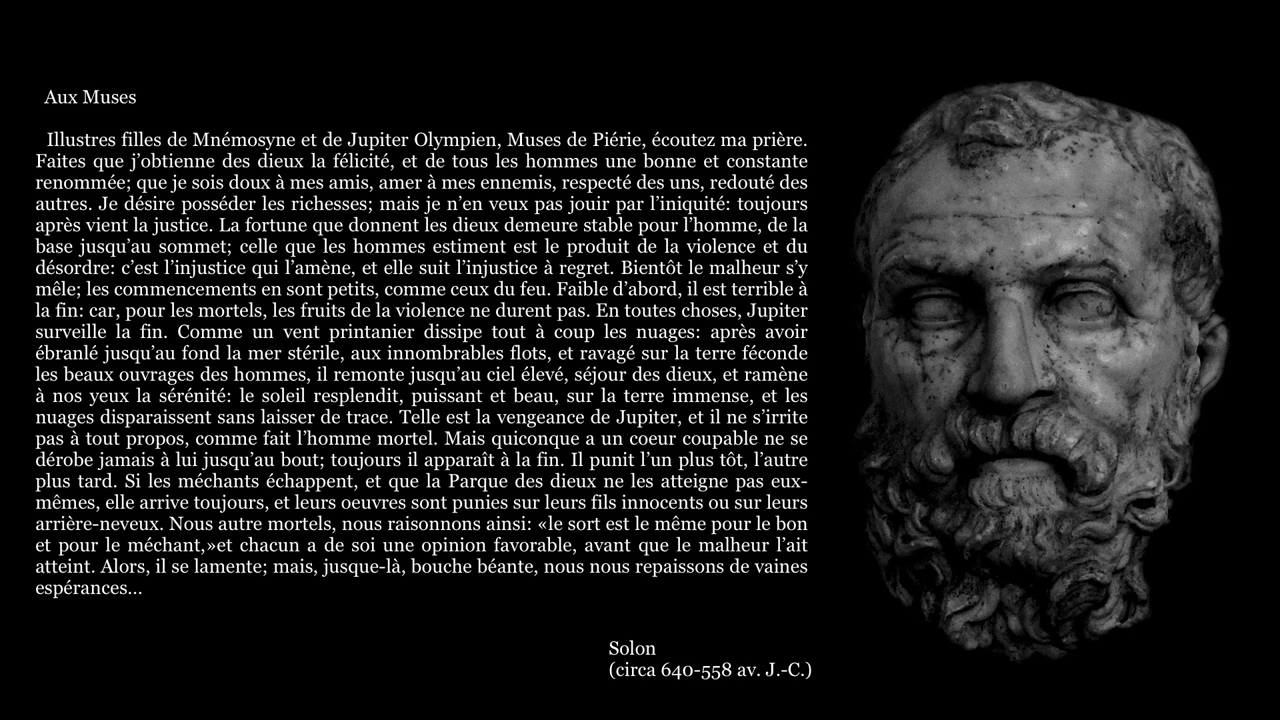 Aux Muses
Illustres filles de Mnémosyne et de Jupiter Olympien, Muses de Piérie, écoutez ma prière.
Faites que j’obtienne des dieux la félicité, et de tous les hommes une bonne et constante
renommée; que je sois doux à mes amis, amer à mes ennemis, respecté des uns, redouté des
autres. Je désire posséder les richesses; mais je n’en veux pas jouir par l’iniquité: toujours
après vient la justice. La fortune que donnent les dieux demeure stable pour l’homme, de la
base jusqu’au sommet; celle que les hommes estiment est le produit de la violence et du
désordre: c’est l’injustice qui l’amène, et elle suit l’injustice à regret. Bientôt le malheur s’y
mêle; les commencements en sont petits, comme ceux du feu. Faible d’abord, il est terrible à
la fin: car, pour les mortels, les fruits de la violence ne durent pas. En toutes choses, Jupiter
surveille la fin. Comme un vent printanier dissipe tout à coup les nuages: après avoir
ébranlé jusqu’au fond la mer stérile, aux innombrables flots, et ravagé sur la terre féconde
les beaux ouvrages des hommes, il remonte jusqu’au ciel élevé, séjour des dieux, et ramène
à nos yeux la sérénité: le soleil resplendit, puissant et beau, sur la terre immense, et les
nuages disparaissent sans laisser de trace. Telle est la vengeance de Jupiter, et il ne s’irrite
pas à tout propos, comme fait l’homme mortel. Mais quiconque a un coeur coupable ne se
dérobe jamais à lui jusqu’au bout; toujours il apparaît à la fin. Il punit l’un plus tôt, l’autre
plus tard. Si les méchants échappent, et que la Parque des dieux ne les atteigne pas eux-
mêmes, elle arrive toujours, et leurs oeuvres sont punies sur leurs fils innocents ou sur leurs
arrière-neveux. Nous autre mortels, nous raisonnons ainsi: «le sort est le même pour le bon
et pour le méchant,»et chacun a de soi une opinion favorable, avant que le malheur l’ait
atteint. Alors, il se lamente; mais, jusque-là, bouche béante, nous nous repaissons de vaines
espérances...
Solon
(circa 640-558 av. J.-C.)